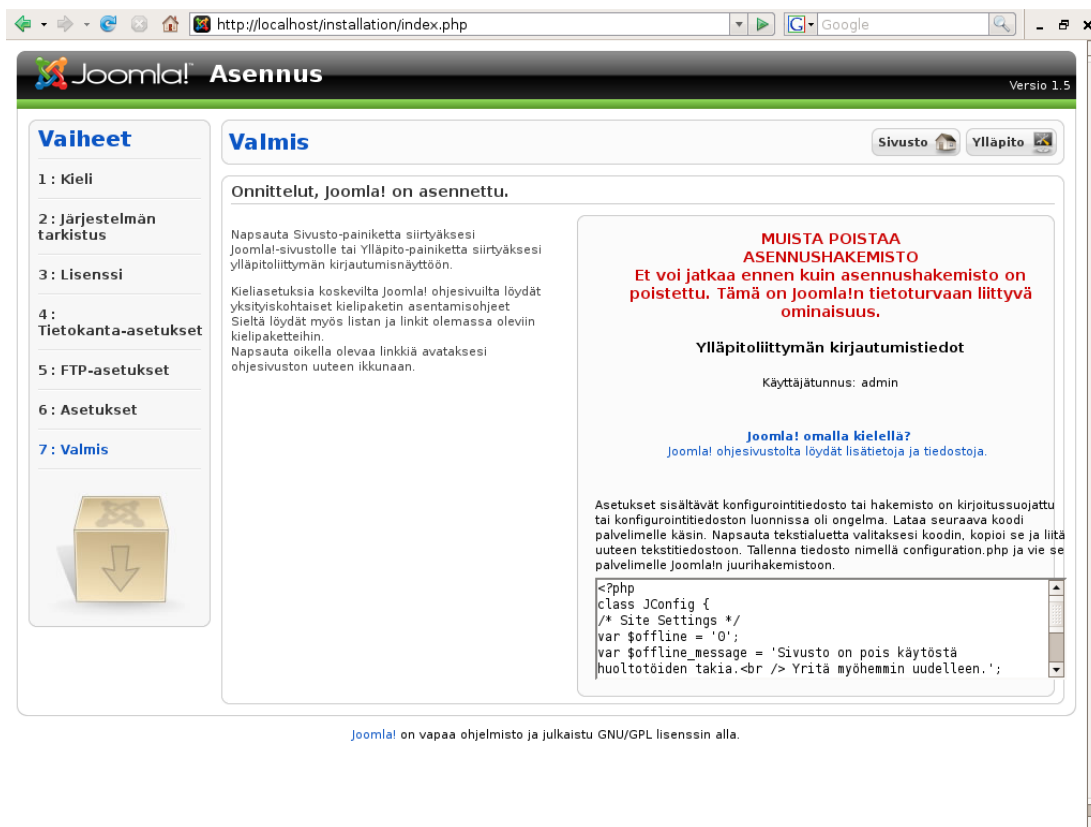 http://localhost/installation/index.php
Google
Joomla! Asennus
Versio 1.5
Vaiheet
1 : Kieli
2 : Järjestelmän
tarkistus
3 : Lisenssi
4 :
Tietokanta-asetukset
5 : FTP-asetukset
6 : Asetukset
7 : Valmis
Valmis
Sivusto
Ylläpito
Onnittelut, Joomla! on asennettu.
Napsauta Sivusto-painiketta siirtyäksesi
Joomla!-sivustolle tai Ylläpito-painiketta siirtyäksesi
ylläpitoliittymän kirjautumisnäyttöön.
Kieliasetuksia koskevilta Joomla! ohjesivuilta löydät
yksityiskohtaiset kielipaketin asentamisohjeet
Sieltä löydät myös listan ja linkit olemassa oleviin
kielipaketteihin.
Napsauta oikella olevaa linkkiä avataksesi
ohjesivuston uuteen ikkunaan.
MUISTA POISTAA
ASENNUSHAKEMISTO
Et voi jatkaa ennen kuin asennushakemisto on
poistettu. Tämä on Joomla!n tietoturvaan liittyvä
ominaisuus.
Ylläpitoliittymän kirjautumistiedot
Käyttäjätunnus: admin
Joomla! omalla kielellä?
Joomla! ohjesivustolta löydät lisätietoja ja tiedostoja.
Asetukset sisältävät konfigurointitiedosto tai hakemisto on kirjoitussuojattu
tai konfigurointitiedoston luonnissa oli ongelma. Lataa seuraava koodi
palvelimelle käsin. Napsauta tekstialuetta valitaksesi koodin, kopioi se ja liitä
uuteen tekstitiedostoon. Tallenna tiedosto nimellä configuration.php ja vie se
palvelimelle Joomla!n juurihakemistoon.
<?php
class JConfig {
/* Site Settings */
var $offline = '0';
var $offline_message = 'Sivusto on pois käytöstä
huoltotöiden takia.<br /> Yritä myöhemmin uudelleen.';
Joomla! on vapaa ohjelmisto ja julkaistu GNU/GPL lisenssin alla.